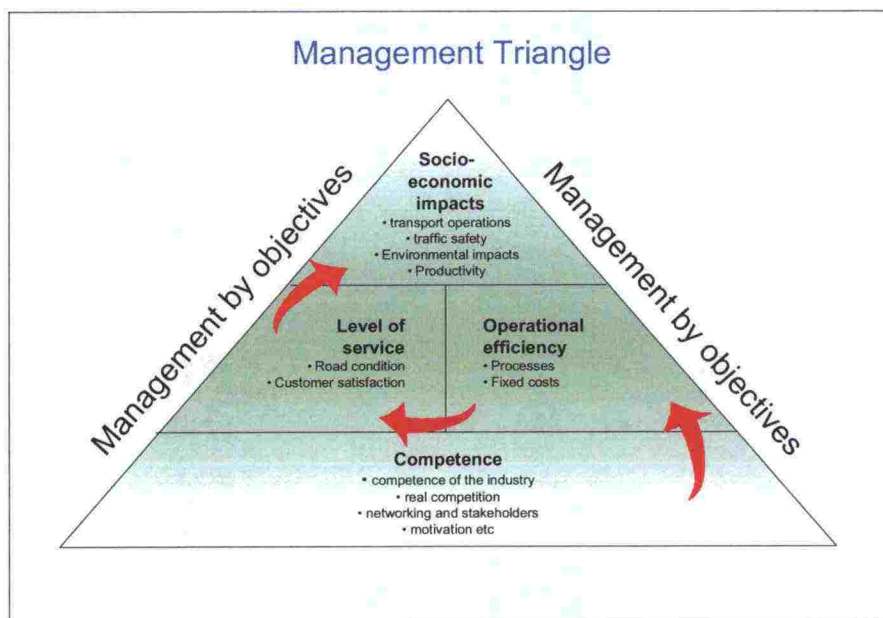 Management Triangle
Management by objectives
Management by objectives
Socio-
economic
impacts
• transport operations
• traffic safety
• Environmental impacts
• Productivity
Level of
service
• Road condition
• Customer satisfaction
Operational
efficiency
• Processes
• Fixed costs
Competence
• competence of the industry
• real competition
• networking and stakeholders
• motivation etc